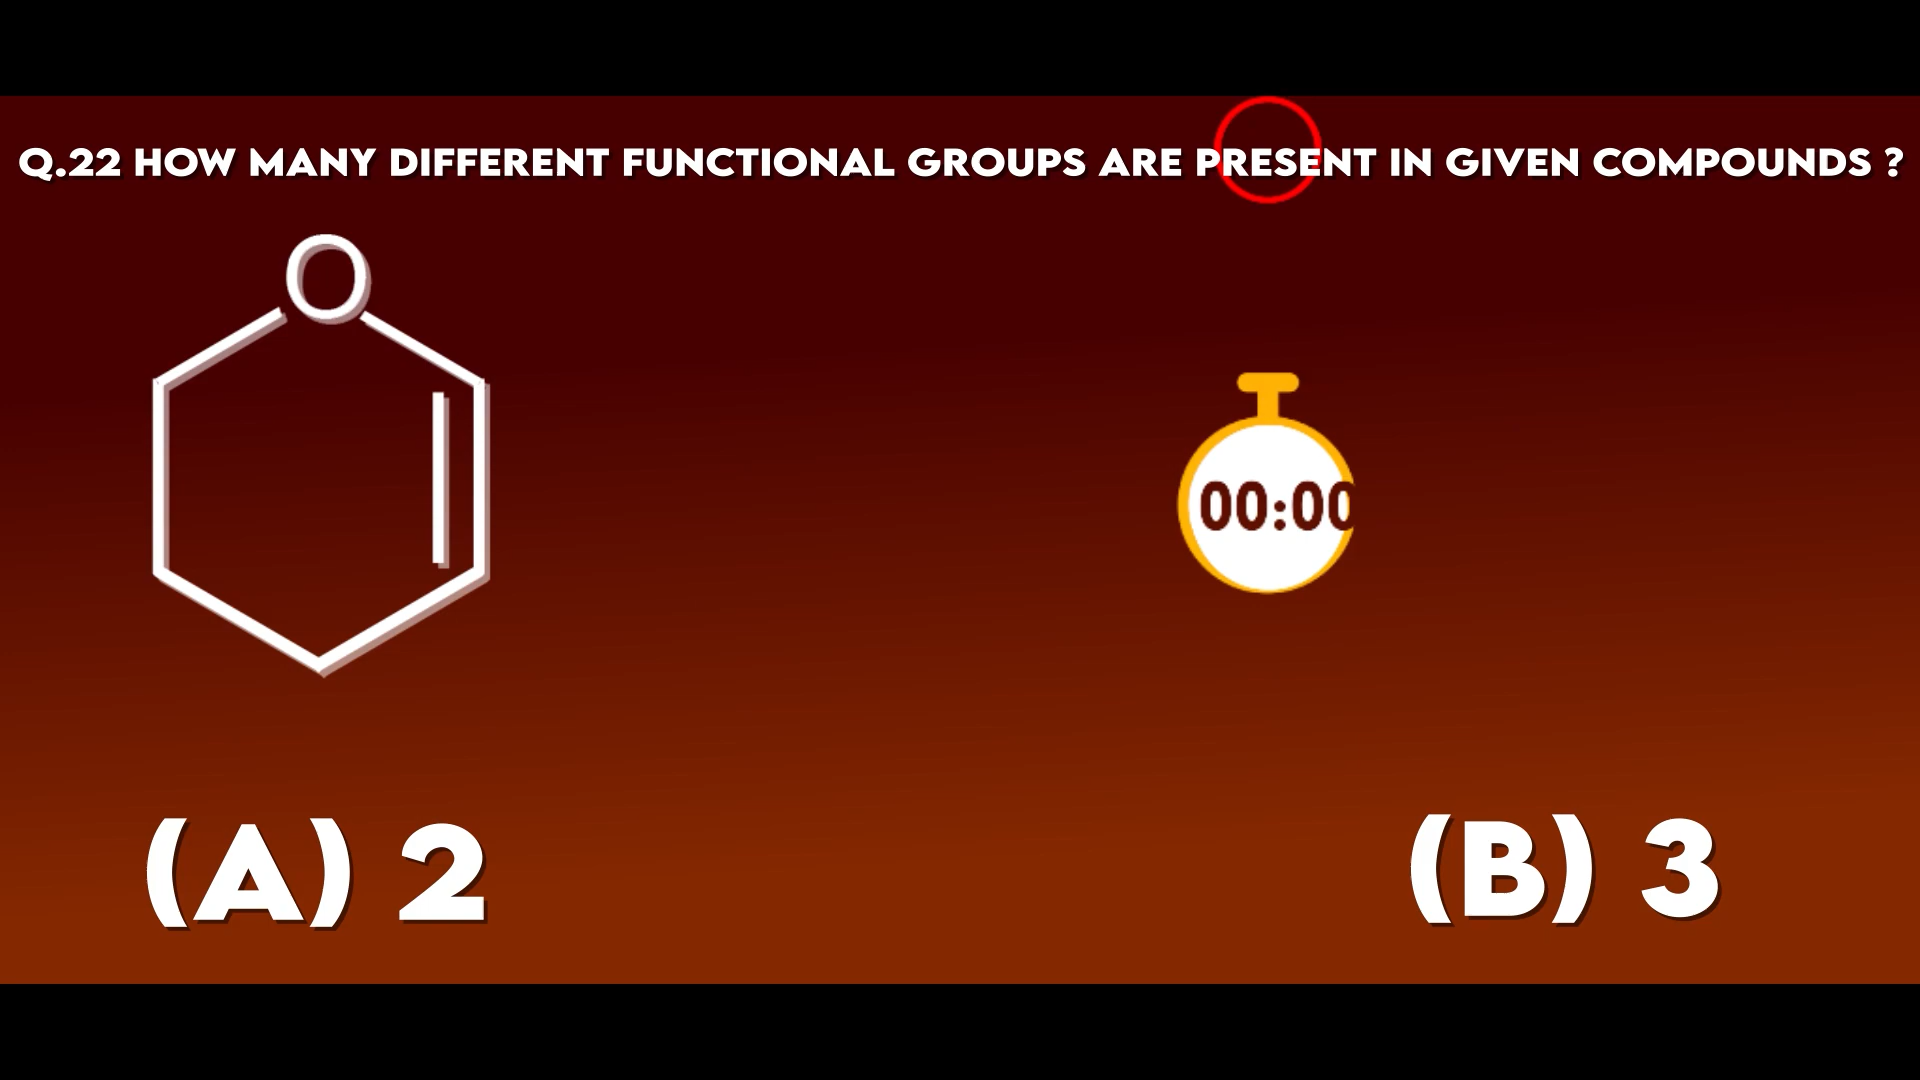 Q.22 HOW MANY DIFFERENT FUNCTIONAL GROUPS ARE PRESENT IN GIVEN COMPOUNDS ?
O
00:00
(A) 2
(B) 3